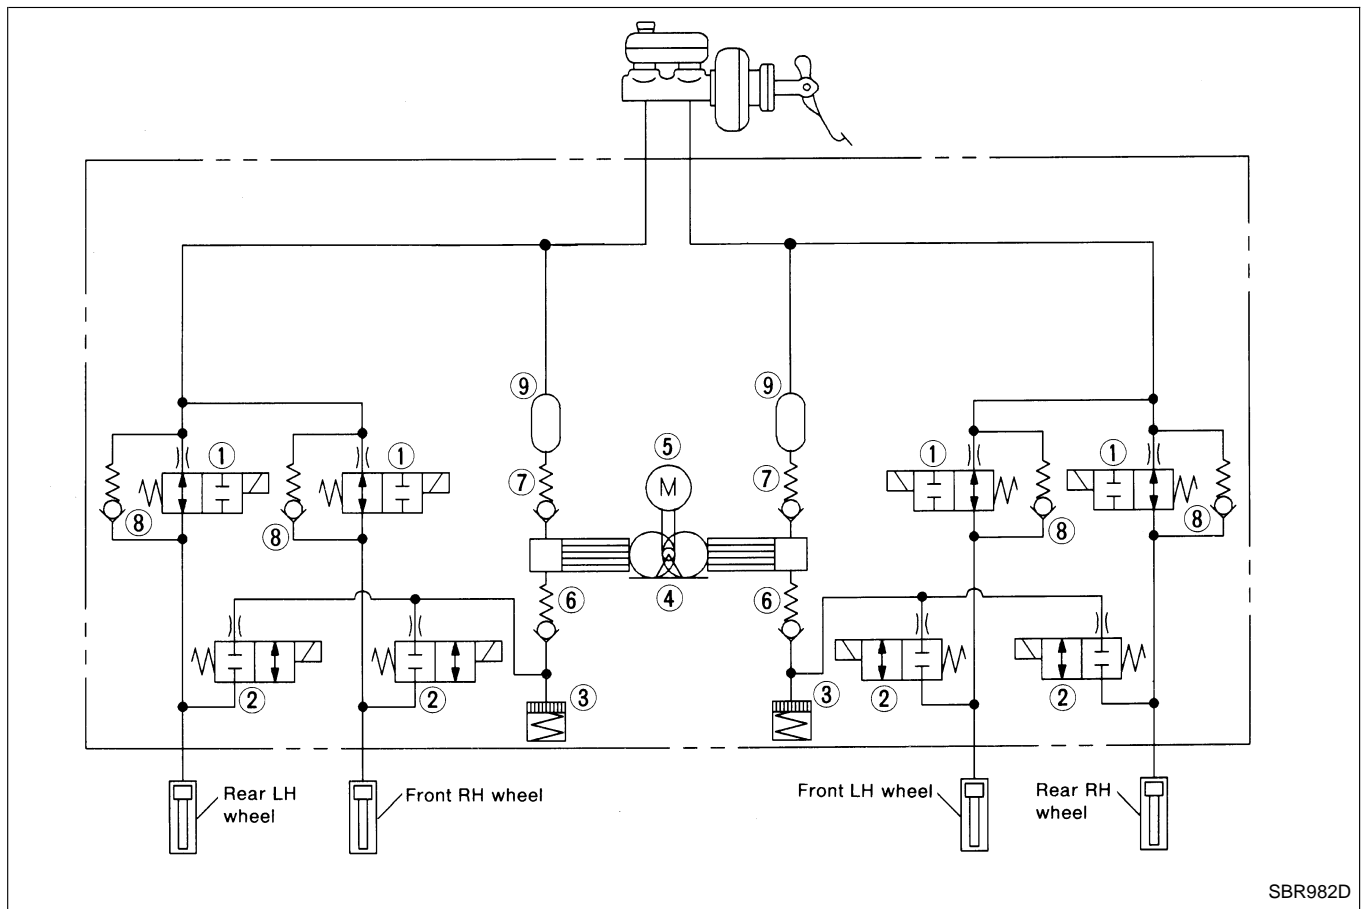 ⑨ ⑨
⑤
① ① ① ①
⑦ M ⑦
⑧ ⑧ ⑧ ⑧
⑥ ④ ⑥
② ② ③ ③ ② ②
Rear LH
wheel
Front RH wheel
Front LH wheel
Rear RH
wheel
SBR982D